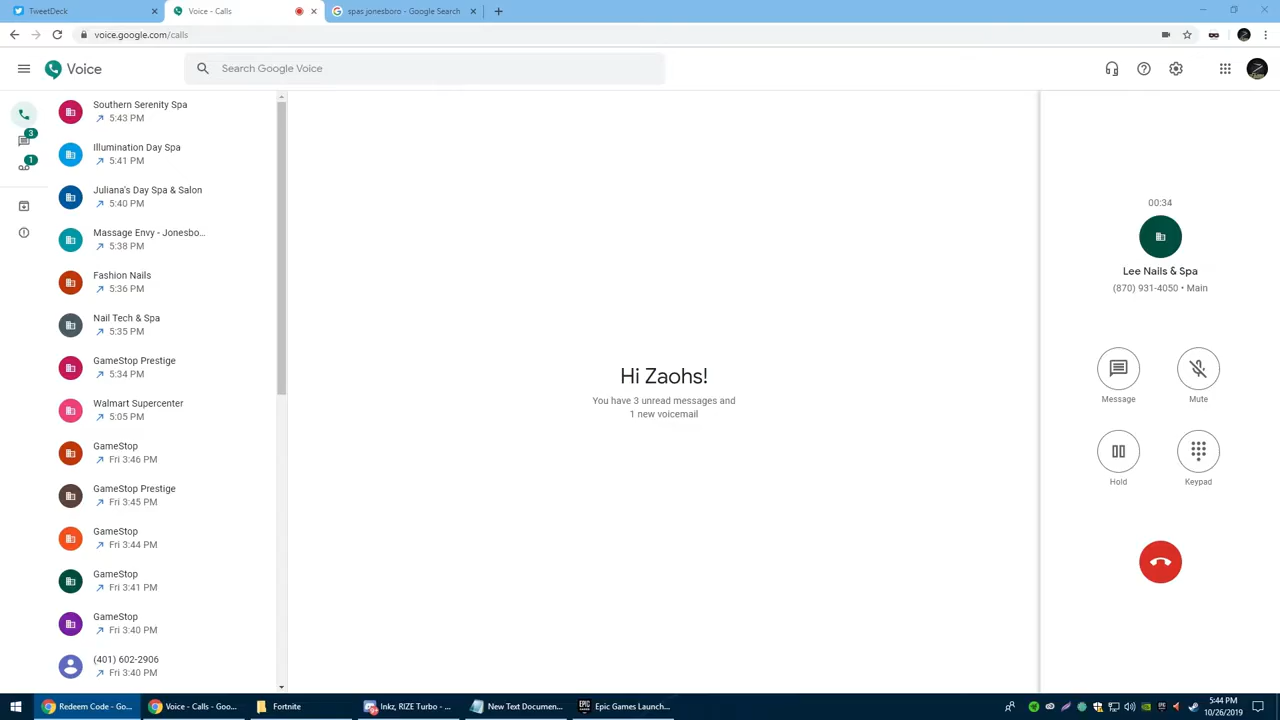 TweetDeck
Voice - Calls
spas jonesboro - Google Search
voice.google.com/calls
Voice
Search Google Voice
3
1
Southern Serenity Spa
5:43 PM
Illumination Day Spa
5:41 PM
Juliana's Day Spa & Salon
5:40 PM
Massage Envy - Jonesbo...
5:38 PM
Fashion Nails
5:36 PM
Nail Tech & Spa
5:35 PM
GameStop Prestige
5:34 PM
Walmart Supercenter
5:05 PM
GameStop
Fri 3:46 PM
GameStop Prestige
Fri 3:45 PM
GameStop
Fri 3:44 PM
GameStop
Fri 3:41 PM
GameStop
Fri 3:40 PM
(401) 602-2906
Fri 3:40 PM
Hi Zaohs!
You have 3 unread messages and
1 new voicemail
00:34
Lee Nails & Spa
(870) 931-4050 • Main
Message
Mute
Hold
Keypad
Redeem Code - Go...
Voice - Calls - Goo...
Fortnite
Inkz, RIZE Turbo - ...
New Text Documen...
EPIC GAMES
Epic Games Launch...
5:44 PM
10/26/2019